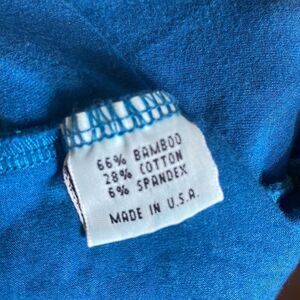 66% BAMBOO
28% COTTON
6% SPANDEX
MADE IN U.S.A.